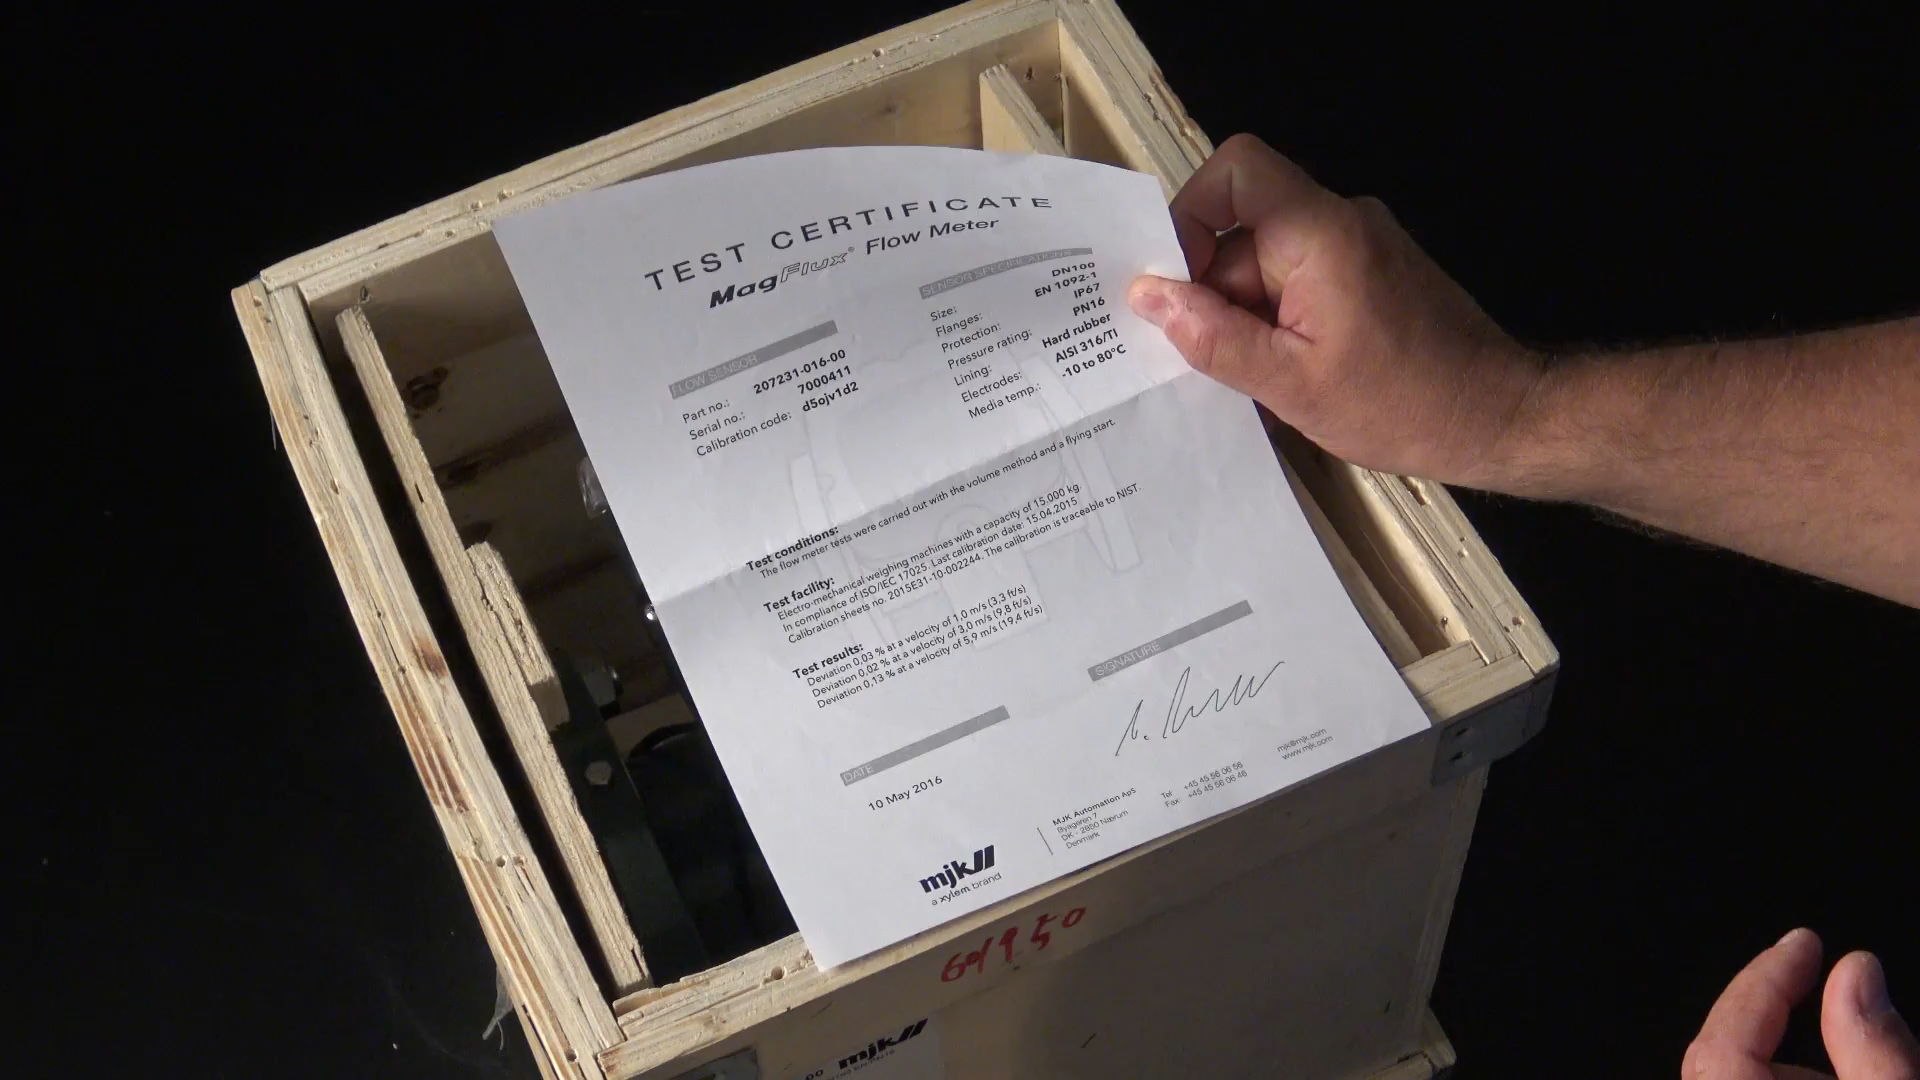 TEST CERTIFICATE
MagFlux® Flow Meter
FLOW SENSOR
Part no.: 207231-016-00
Serial no.: 7000411
Calibration code: d5ojv1d2
SENSOR SPECIFICATIONS
Size: DN100
Flanges: EN 1092-1
Protection: IP67
Pressure rating: PN16
Lining: Hard rubber
Electrodes: AISI 316/TI
Media temp.: -10 to 80°C
Test conditions:
The flow meter tests were carried out with the volume method and a flying start.
Test facility:
Electro-mechanical weighing machines with a capacity of 15.000 kg.
In compliance of ISO/IEC 17025. Last calibration date: 15.04.2015
Calibration sheets no. 2015E31-10-002244. The calibration is traceable to NIST.
Test results:
Deviation 0,03 % at a velocity of 1,0 m/s (3,3 ft/s)
Deviation 0,02 % at a velocity of 3,0 m/s (9,8 ft/s)
Deviation 0,13 % at a velocity of 5,9 m/s (19,4 ft/s)
DATE
10 May 2016
SIGNATURE
mjk
a xylem brand
MJK Automation ApS
Byageren 7
DK - 2850 Nærum
Denmark
Tel +45 45 56 06 56
Fax +45 45 56 06 46
mjk@mjk.com
www.mjk.com
mjk